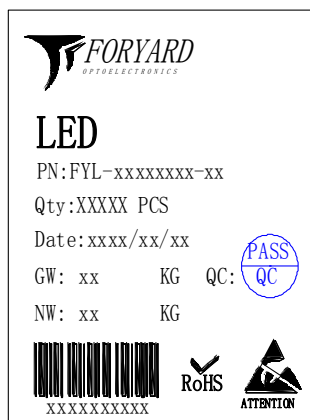 FORYARD
OPTOELECTRONICS
LED
PN:FYL-xxxxxxxx-xx
Qty:XXXXX PCS
Date:xxxx/xx/xx
PASS
GW: xx KG QC: QC
NW: xx KG
RoHS
ATTENTION
xxxxxxxxxx